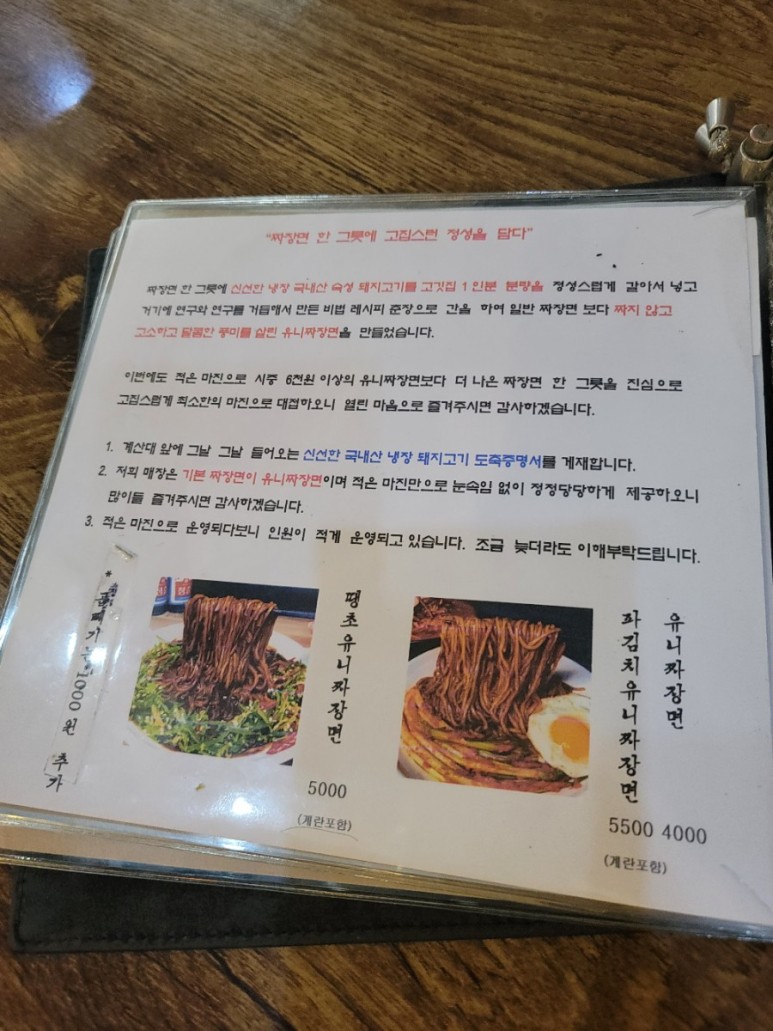 "짜장면 한 그릇에 고집스런 정성을 담다"
짜장면 한 그릇에 신선한 냉장 국내산 숙성 돼지고기를 고깃집 1인분 분량을 정성스럽게 갈아서 넣고
거기에 연구와 연구를 거듭해서 만든 비법 레시피 춘장으로 간을 하여 일반 짜장면 보다 짜지 않고
고소하고 달콤한 풍미를 살린 유니짜장면을 만들었습니다.
이번에도 적은 마진으로 시중 6천원 이상의 유니짜장면보다 더 나은 짜장면 한 그릇을 진심으로
고집스럽게 최소한의 마진으로 대접하오니 열린 마음으로 즐겨주시면 감사하겠습니다.
1. 계산대 앞에 그날 그날 들어오는 신선한 국내산 냉장 돼지고기 도축증명서를 게재합니다.
2. 저희 매장은 기본 짜장면이 유니짜장면이며 적은 마진만으로 눈속임 없이 정정당당하게 제공하오니
많이들 즐겨주시면 감사하겠습니다.
3. 적은 마진으로 운영되다보니 인원이 적게 운영되고 있습니다. 조금 늦더라도 이해부탁드립니다.
유니짜장면
4000
파김치유니짜장면
5500
(계란포함)
땡초유니짜장면
5000
(계란포함)
* 1000원 추가